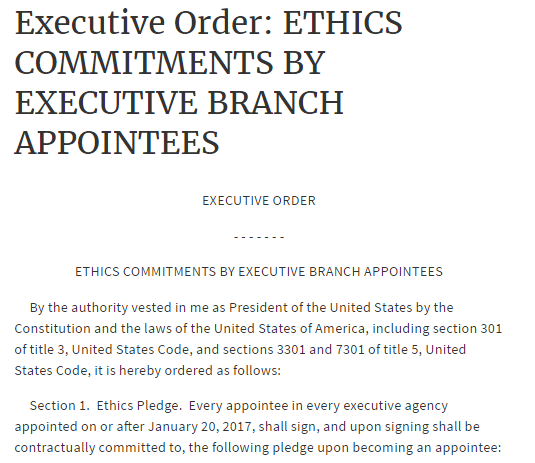 Executive Order: ETHICS
COMMITMENTS BY
EXECUTIVE BRANCH
APPOINTEES
EXECUTIVE ORDER
- - - - - - -
ETHICS COMMITMENTS BY EXECUTIVE BRANCH APPOINTEES
By the authority vested in me as President of the United States by the
Constitution and the laws of the United States of America, including section 301
of title 3, United States Code, and sections 3301 and 7301 of title 5, United
States Code, it is hereby ordered as follows:
Section 1. Ethics Pledge. Every appointee in every executive agency
appointed on or after January 20, 2017, shall sign, and upon signing shall be
contractually committed to, the following pledge upon becoming an appointee: